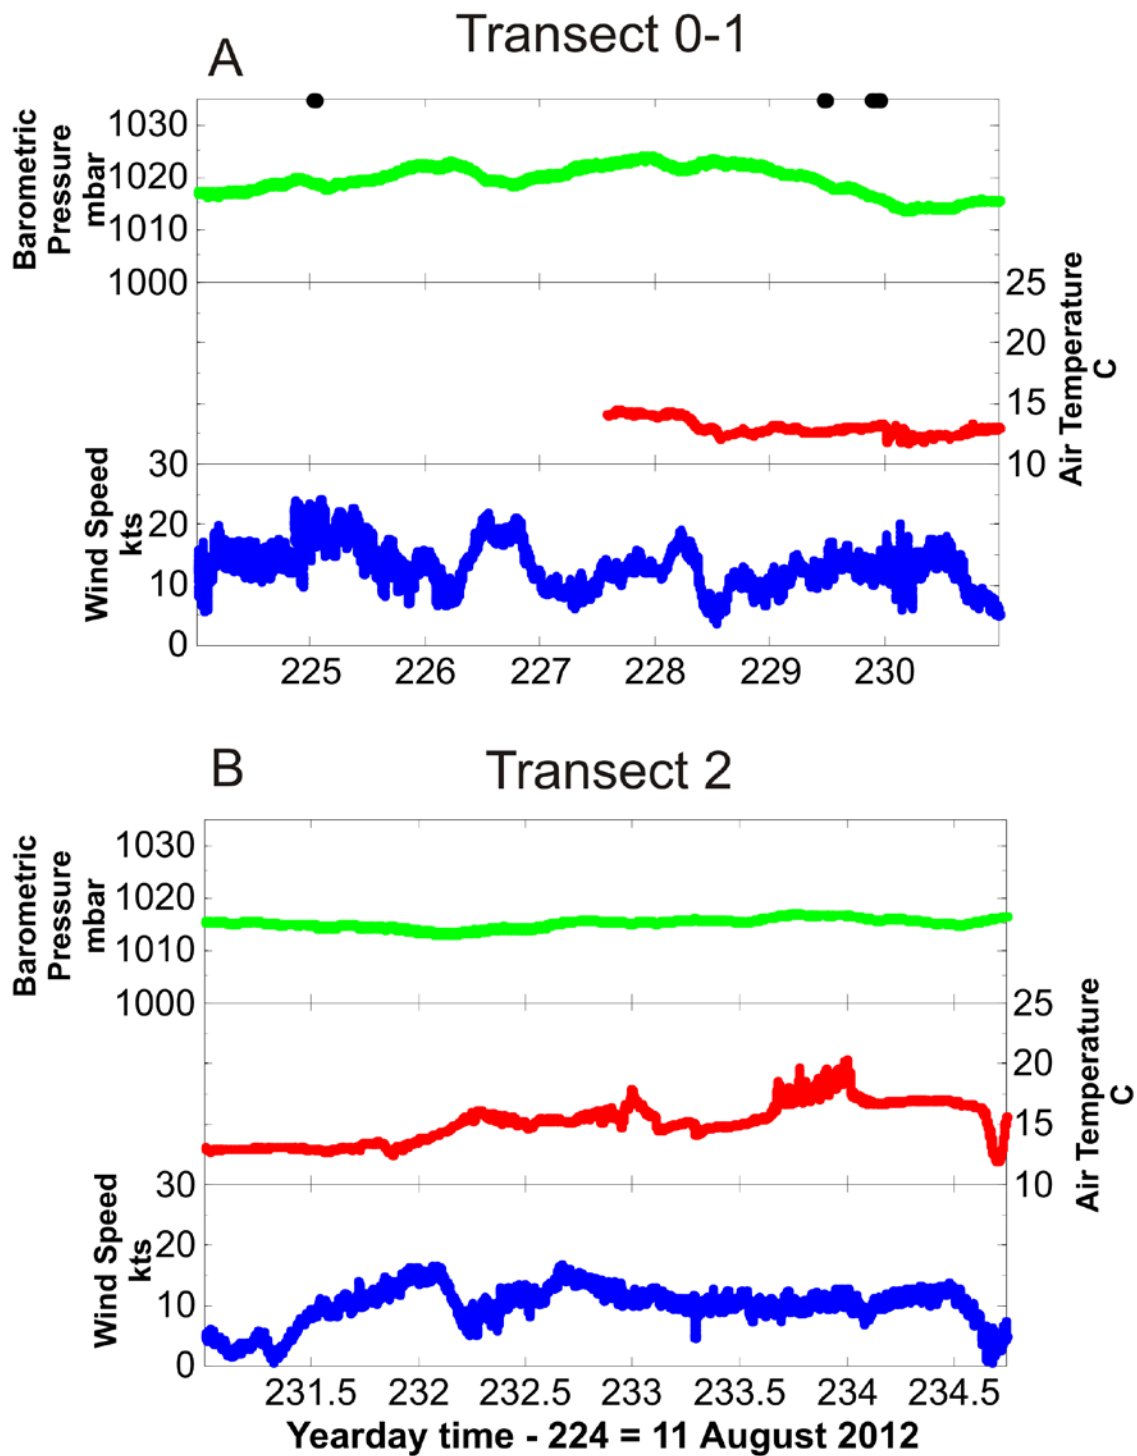 Transect 0-1
A
Barometric
Pressure
mbar
1030
1020
1010
1000
25
20
15
10
Air Temperature
C
Wind Speed
kts
30
20
10
0
225 226 227 228 229 230
B
Transect 2
Barometric
Pressure
mbar
1030
1020
1010
1000
25
20
15
10
Air Temperature
C
Wind Speed
kts
30
20
10
0
231.5 232 232.5 233 233.5 234 234.5
Yearday time - 224 = 11 August 2012